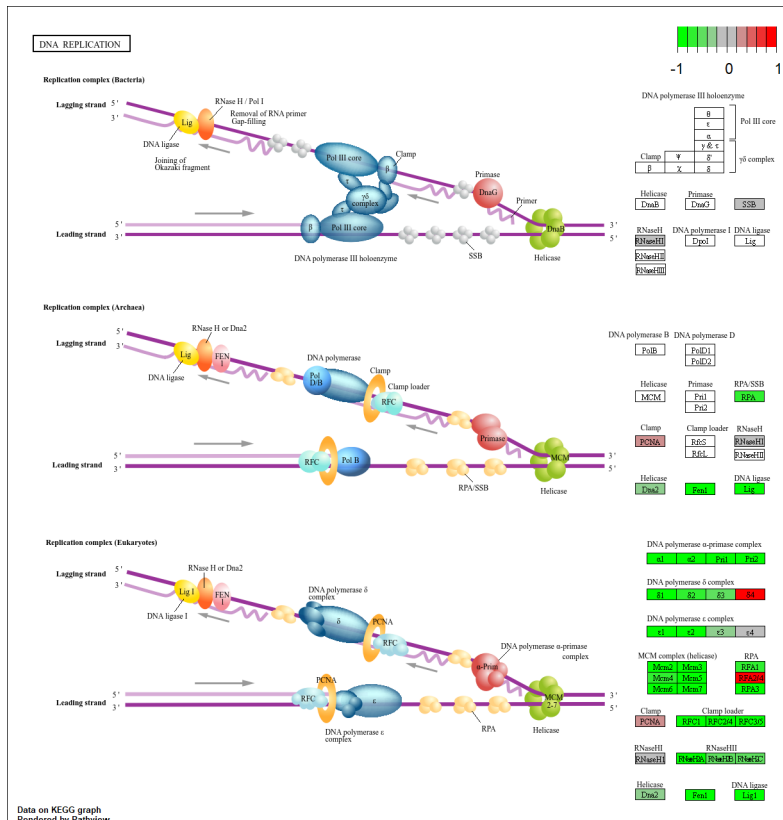 DNA REPLICATION
-1 0 1
Replication complex (Bacteria)
Lagging strand
5'
3'
RNase H / Pol I
Removal of RNA primer
Gap-filling
Lig
DNA ligase
Joining of
Okazaki fragment
Pol III core
Clamp
β
τ
γδ
complex
τ
Primase
DnaG
Primer
DnaB
Helicase
3'
5'
Leading strand
5'
3'
β
Pol III core
SSB
DNA polymerase III holoenzyme
DNA polymerase III holoenzyme
θ
ε
α
γ & τ
Pol III core
γδ complex
Clamp
Ψ
δ'
β
χ
δ
Helicase
DnaB
Primase
DnaG
SSB
RNaseH
RNaseHI
RNaseHII
RNaseHIII
DNA polymerase I
DpoI
DNA ligase
Lig
Replication complex (Archaea)
Lagging strand
5'
3'
RNase H or Dna2
Lig
FEN
1
DNA ligase
DNA polymerase
Pol
D/B
Clamp
Clamp loader
RFC
Primase
MCM
Helicase
3'
5'
Leading strand
5'
3'
RFC
Pol B
RPA/SSB
DNA polymerase B
PolB
DNA polymerase D
PolD1
PolD2
Helicase
MCM
Primase
Pri1
Pri2
RPA/SSB
RPA
Clamp
PCNA
Clamp loader
RfcS
RfcL
RNaseH
RNaseHI
RNaseHII
Helicase
Dna2
Fen1
DNA ligase
Lig
Replication complex (Eukaryotes)
Lagging strand
5'
3'
RNase H or Dna2
Lig I
FEN
1
DNA ligase I
DNA polymerase δ
complex
δ
PCNA
RFC
DNA polymerase α-primase
complex
α-Prim
MCM
2-7
Helicase
3'
5'
Leading strand
5'
3'
RFC
PCNA
ε
DNA polymerase ε
complex
RPA
DNA polymerase α-primase complex
α1 α2 Pri1 Pri2
DNA polymerase δ complex
δ1 δ2 δ3 δ4
DNA polymerase ε complex
ε1 ε2 ε3 ε4
MCM complex (helicase)
Mcm2 Mcm3
Mcm4 Mcm5
Mcm6 Mcm7
RPA
RPA1
RPA2/4
RPA3
Clamp
PCNA
Clamp loader
RFC1 RFC2/4 RFC3/5
RNaseHI
RNaseH1
RNaseHII
RNaseH2A RNaseH2B RNaseH2C
Helicase
Dna2
Fen1
DNA ligase
Lig1
Data on KEGG graph
Rendered by Pathview